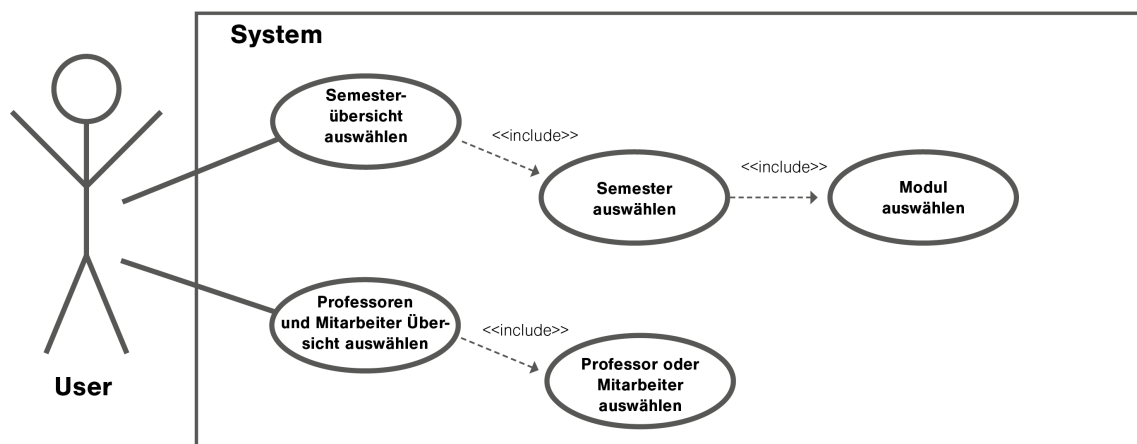 System
Semester-
übersicht
auswählen
<<include>>
Semester
auswählen
<<include>>
Modul
auswählen
Professoren
und Mitarbeiter Über-
sicht auswählen
<<include>>
Professor oder
Mitarbeiter
auswählen
User